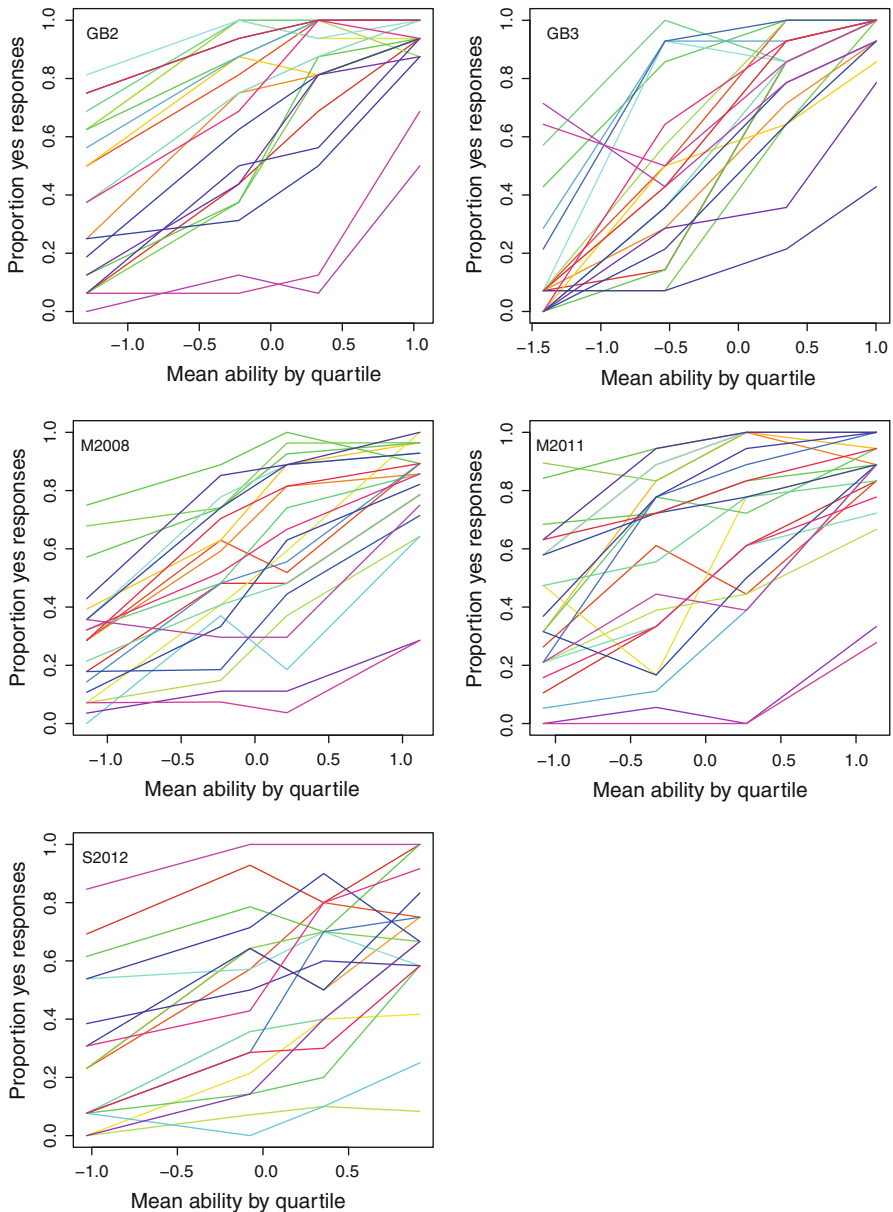 GB2
Proportion yes responses
0.0 0.2 0.4 0.6 0.8 1.0
−1.0 −0.5 0.0 0.5 1.0
Mean ability by quartile
GB3
Proportion yes responses
0.0 0.2 0.4 0.6 0.8 1.0
−1.5 −1.0 −0.5 0.0 0.5 1.0
Mean ability by quartile
M2008
Proportion yes responses
0.0 0.2 0.4 0.6 0.8 1.0
−1.0 −0.5 0.0 0.5 1.0
Mean ability by quartile
M2011
Proportion yes responses
0.0 0.2 0.4 0.6 0.8 1.0
−1.0 −0.5 0.0 0.5 1.0
Mean ability by quartile
S2012
Proportion yes responses
0.0 0.2 0.4 0.6 0.8 1.0
−1.0 −0.5 0.0 0.5
Mean ability by quartile